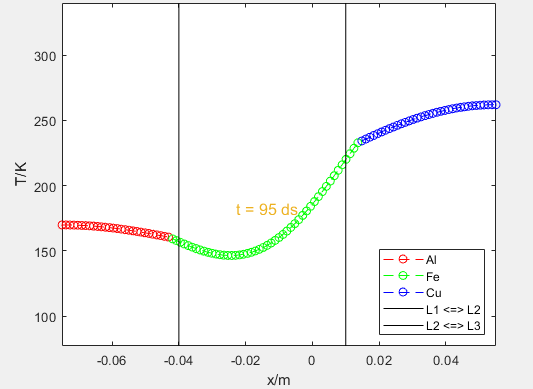 300
250
200
150
100
T/K
t = 95 ds
-0.06
-0.04
-0.02
0
0.02
0.04
x/m
Al
Fe
Cu
L1 <=> L2
L2 <=> L3